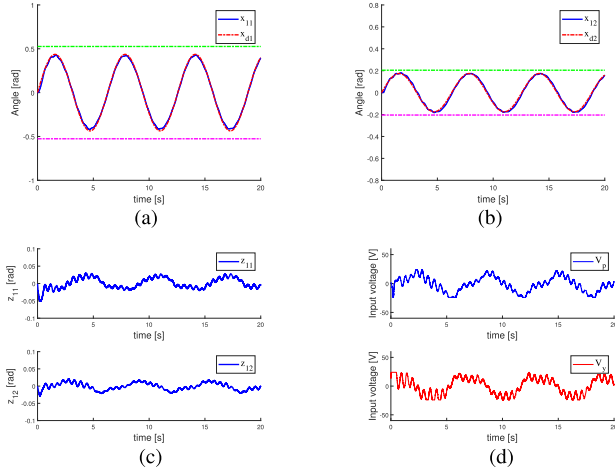 x11
xd1
Angle [rad]
1
0.5
0
-0.5
-1
0
5
10
15
20
time [s]
(a)
x12
xd2
Angle [rad]
0.8
0.6
0.4
0.2
0
-0.2
-0.4
-0.6
-0.8
0
5
10
15
20
time [s]
(b)
z11
z11 [rad]
0.1
0.05
0
0.05
0.1
0
5
10
15
20
z12
z12 [rad]
0.1
0.05
0
0.05
0.1
0
5
10
15
20
time [s]
(c)
Vp
Input voltage [V]
50
0
-50
0
5
10
15
20
Vy
Input voltage [V]
50
0
-50
0
5
10
15
20
time [s]
(d)